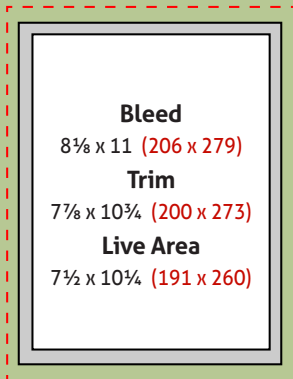 Bleed
8⅛ x 11 (206 x 279)
Trim
7⅞ x 10¾ (200 x 273)
Live Area
7½ x 10¼ (191 x 260)